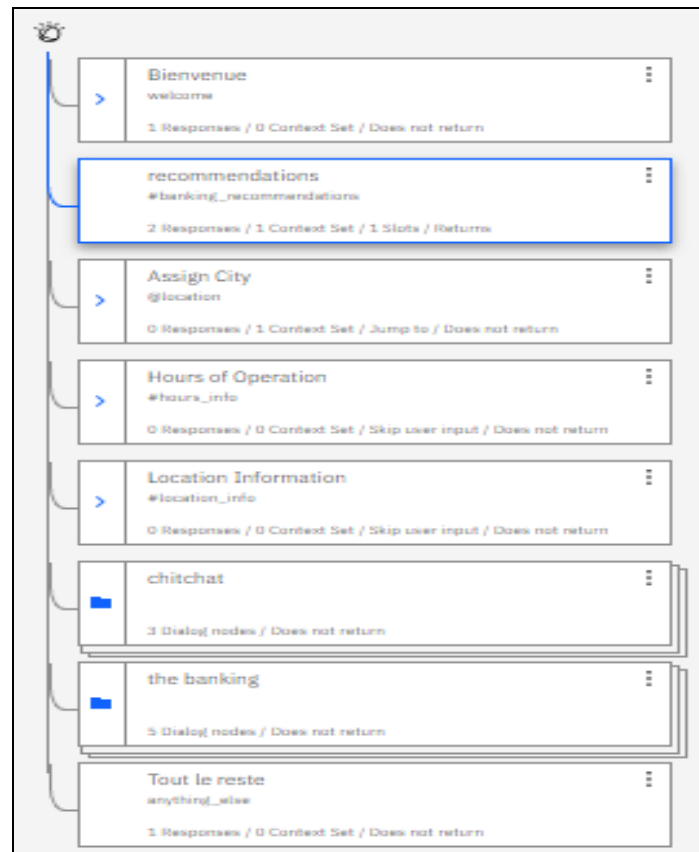 Bienvenue
welcome
1 Responses / 0 Context Set / Does not return
recommendations
#banking_recommendations
2 Responses / 1 Context Set / 1 Slots / Returns
Assign City
@location
0 Responses / 1 Context Set / Jump to / Does not return
Hours of Operation
#hours_info
0 Responses / 0 Context Set / Skip user input / Does not return
Location Information
#location_info
0 Responses / 0 Context Set / Skip user input / Does not return
chitchat
3 Dialog nodes / Does not return
the banking
5 Dialog nodes / Does not return
Tout le reste
anything_else
1 Responses / 0 Context Set / Does not return